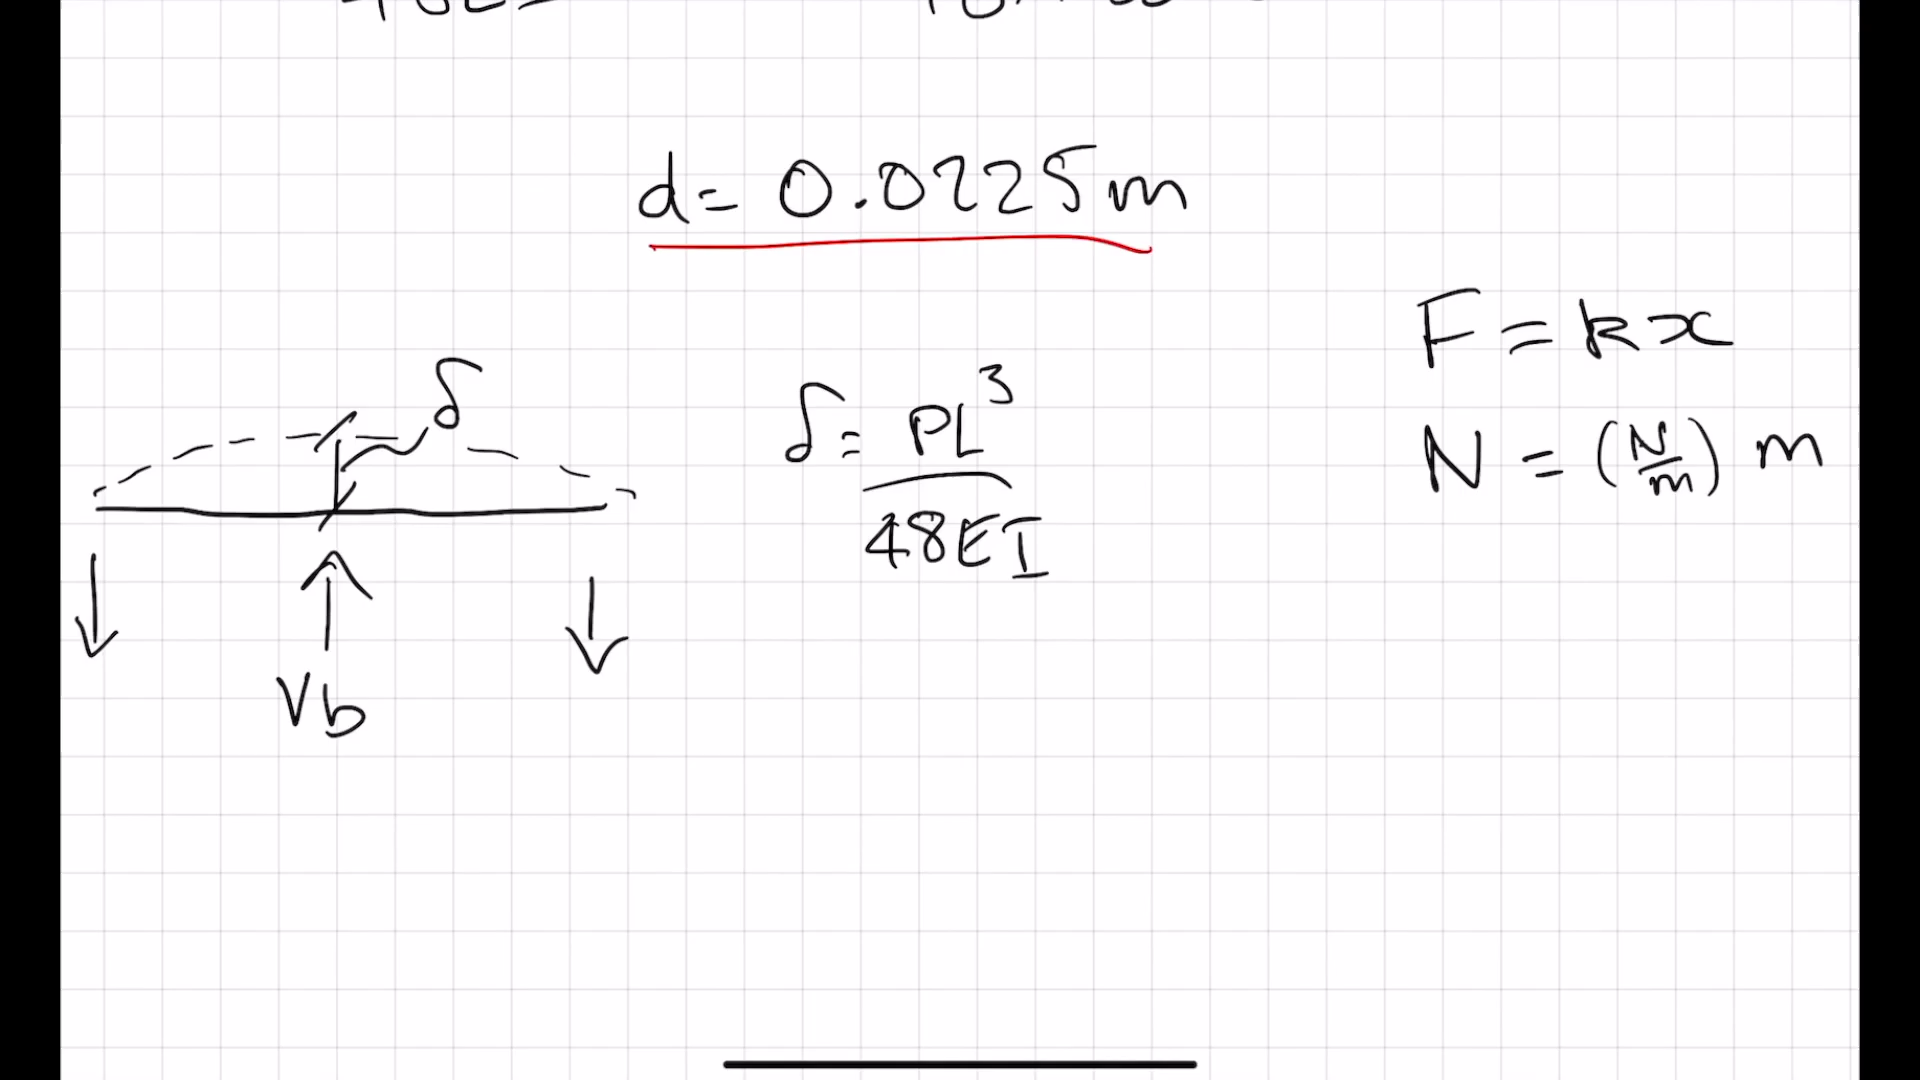 d= 0.0225m
F=kx
δ
δ= PL³
48EI
N = (N/m) m
Vb